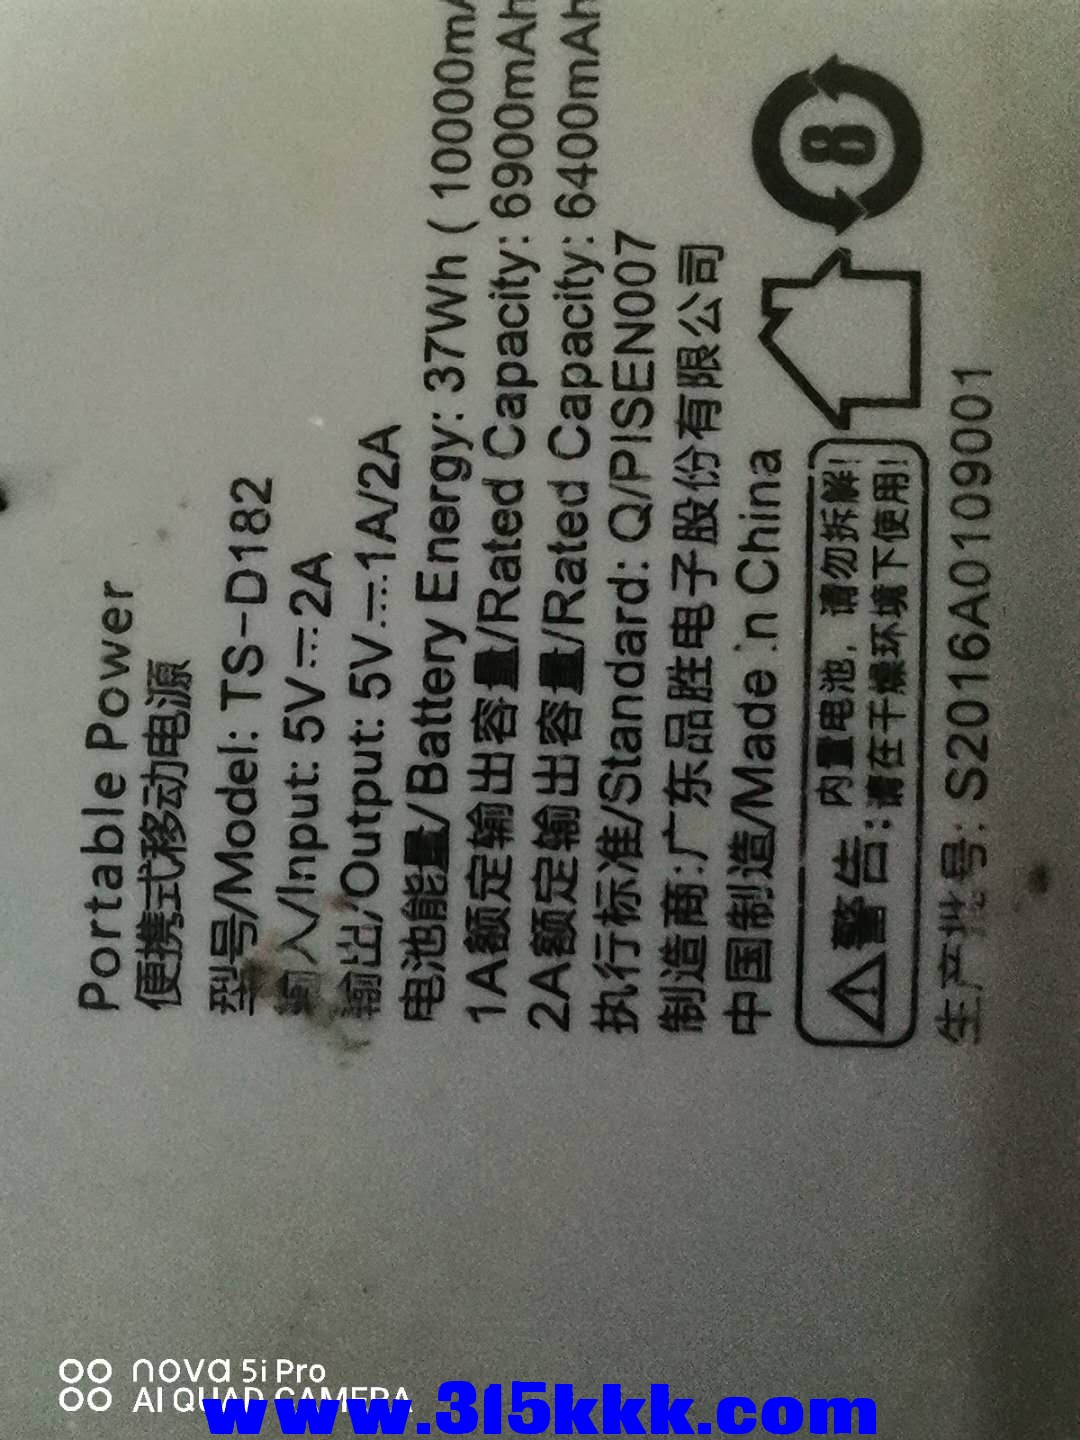 Portable Power
便携式移动电源
型号/Model: TS-D182
输入/Input: 5V⎓2A
输出/Output: 5V⎓1A/2A
电池能量/Battery Energy: 37Wh (10000m
1A额定输出容量/Rated Capacity: 6900mAh
2A额定输出容量/Rated Capacity: 6400mAh
执行标准/Standard: Q/PISEN007
制造商:广东品胜电子股份有限公司
中国制造/Made in China
警告:
内置电池，请勿拆解!
请在干燥环境下使用!
8
生产批号: S2016A0109001
nova 5i Pro
AI QUAD CAMERA
www.315kkk.com